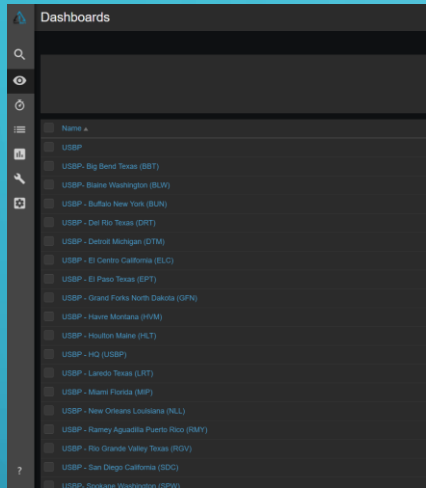 Dashboards
Name
USBP
USBP- Big Bend Texas (BBT)
USBP- Blaine Washington (BLW)
USBP - Buffalo New York (BUN)
USBP - Del Rio Texas (DRT)
USBP - Detroit Michigan (DTM)
USBP - El Centro California (ELC)
USBP - El Paso Texas (EPT)
USBP - Grand Forks North Dakota (GFN)
USBP - Havre Montana (HVM)
USBP - Houlton Maine (HLT)
USBP - HQ (USBP)
USBP - Laredo Texas (LRT)
USBP - Miami Florida (MIP)
USBP - New Orleans Louisiana (NLL)
USBP - Ramey Aguadilla Puerto Rico (RMY)
USBP - Rio Grande Valley Texas (RGV)
USBP - San Diego California (SDC)
USBP- Spokane Washington (SPW)
?